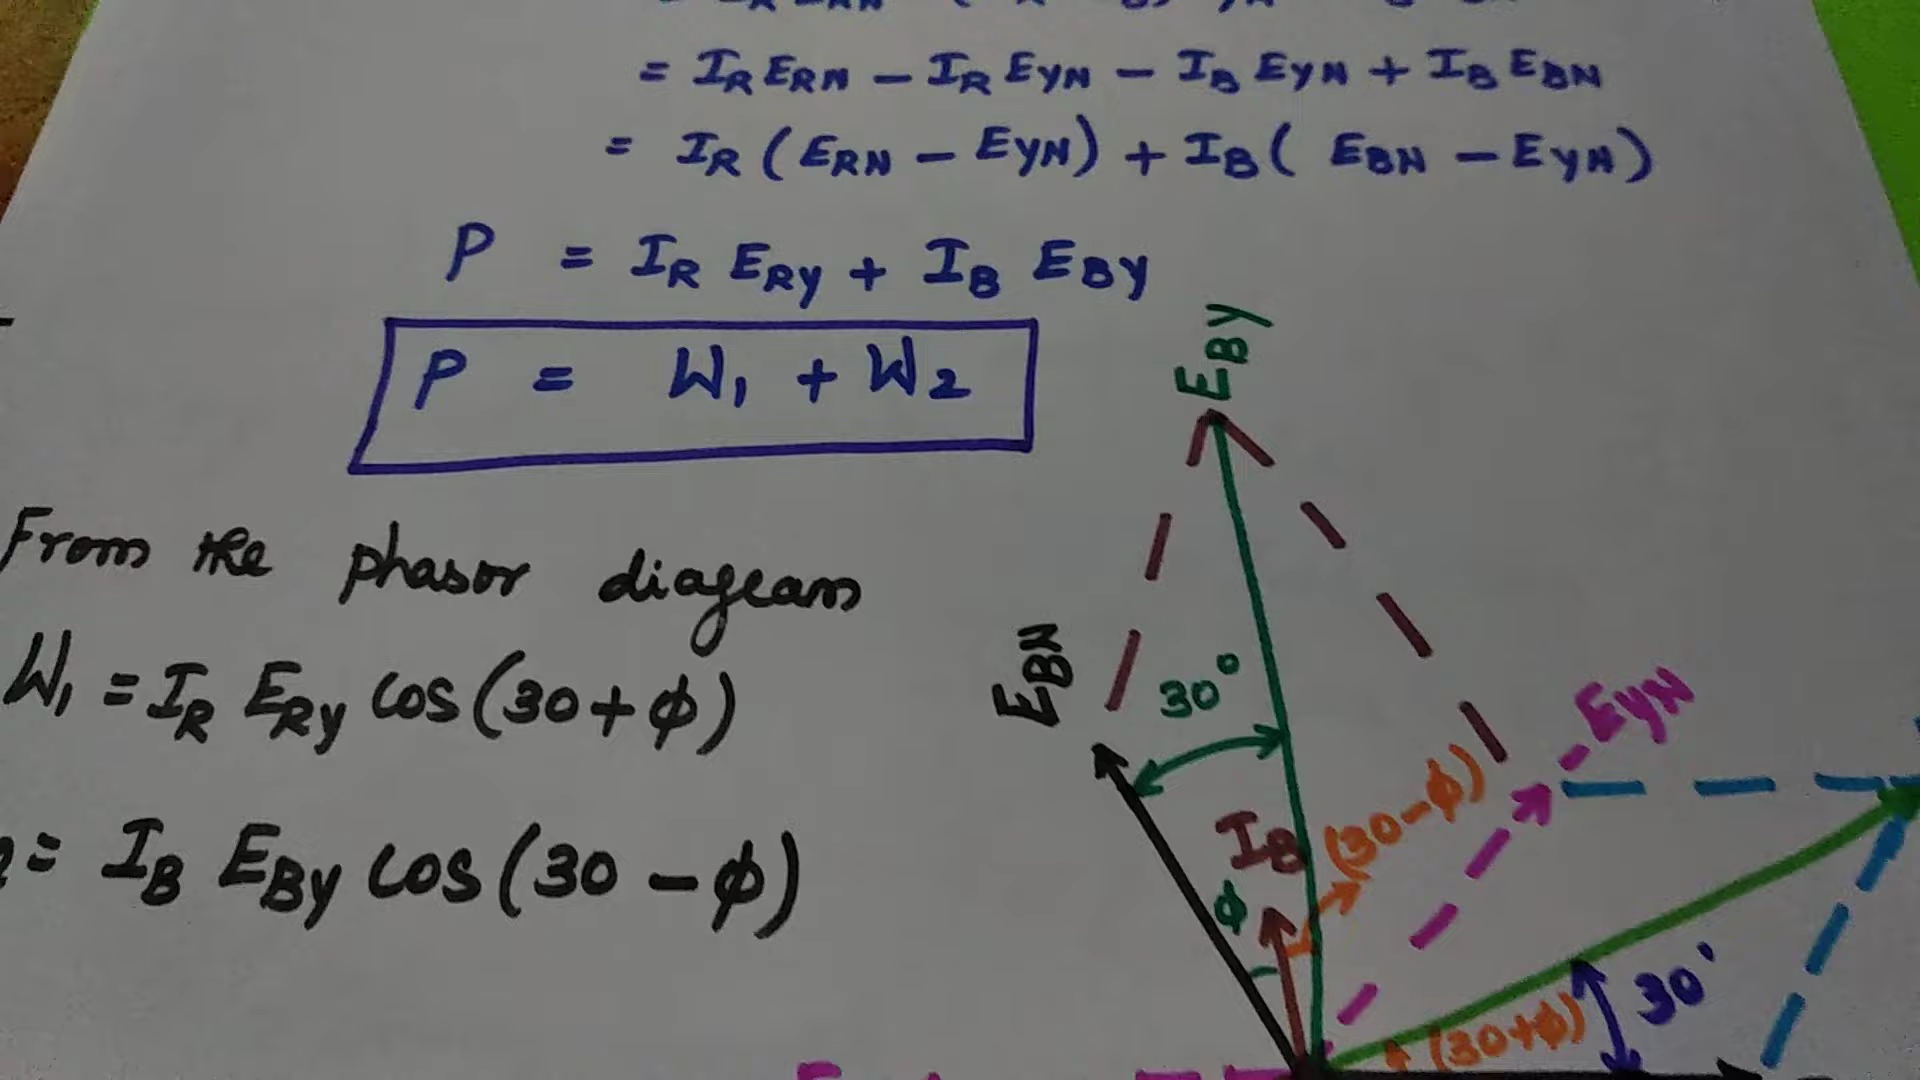 = IR ERN - IR EYN - IB EYN + IB EBN
= IR (ERN - EYN) + IB( EBN - EYN)
P = IR ERY + IB EBY
P = W1 + W2
From the phasor diagram
W1 = IR ERY cos(30+ϕ)
= IB EBY cos(30 - ϕ)
EBY
EBN
30°
-EYN
IB
(30-ϕ)
ϕ
30°
(30+ϕ)